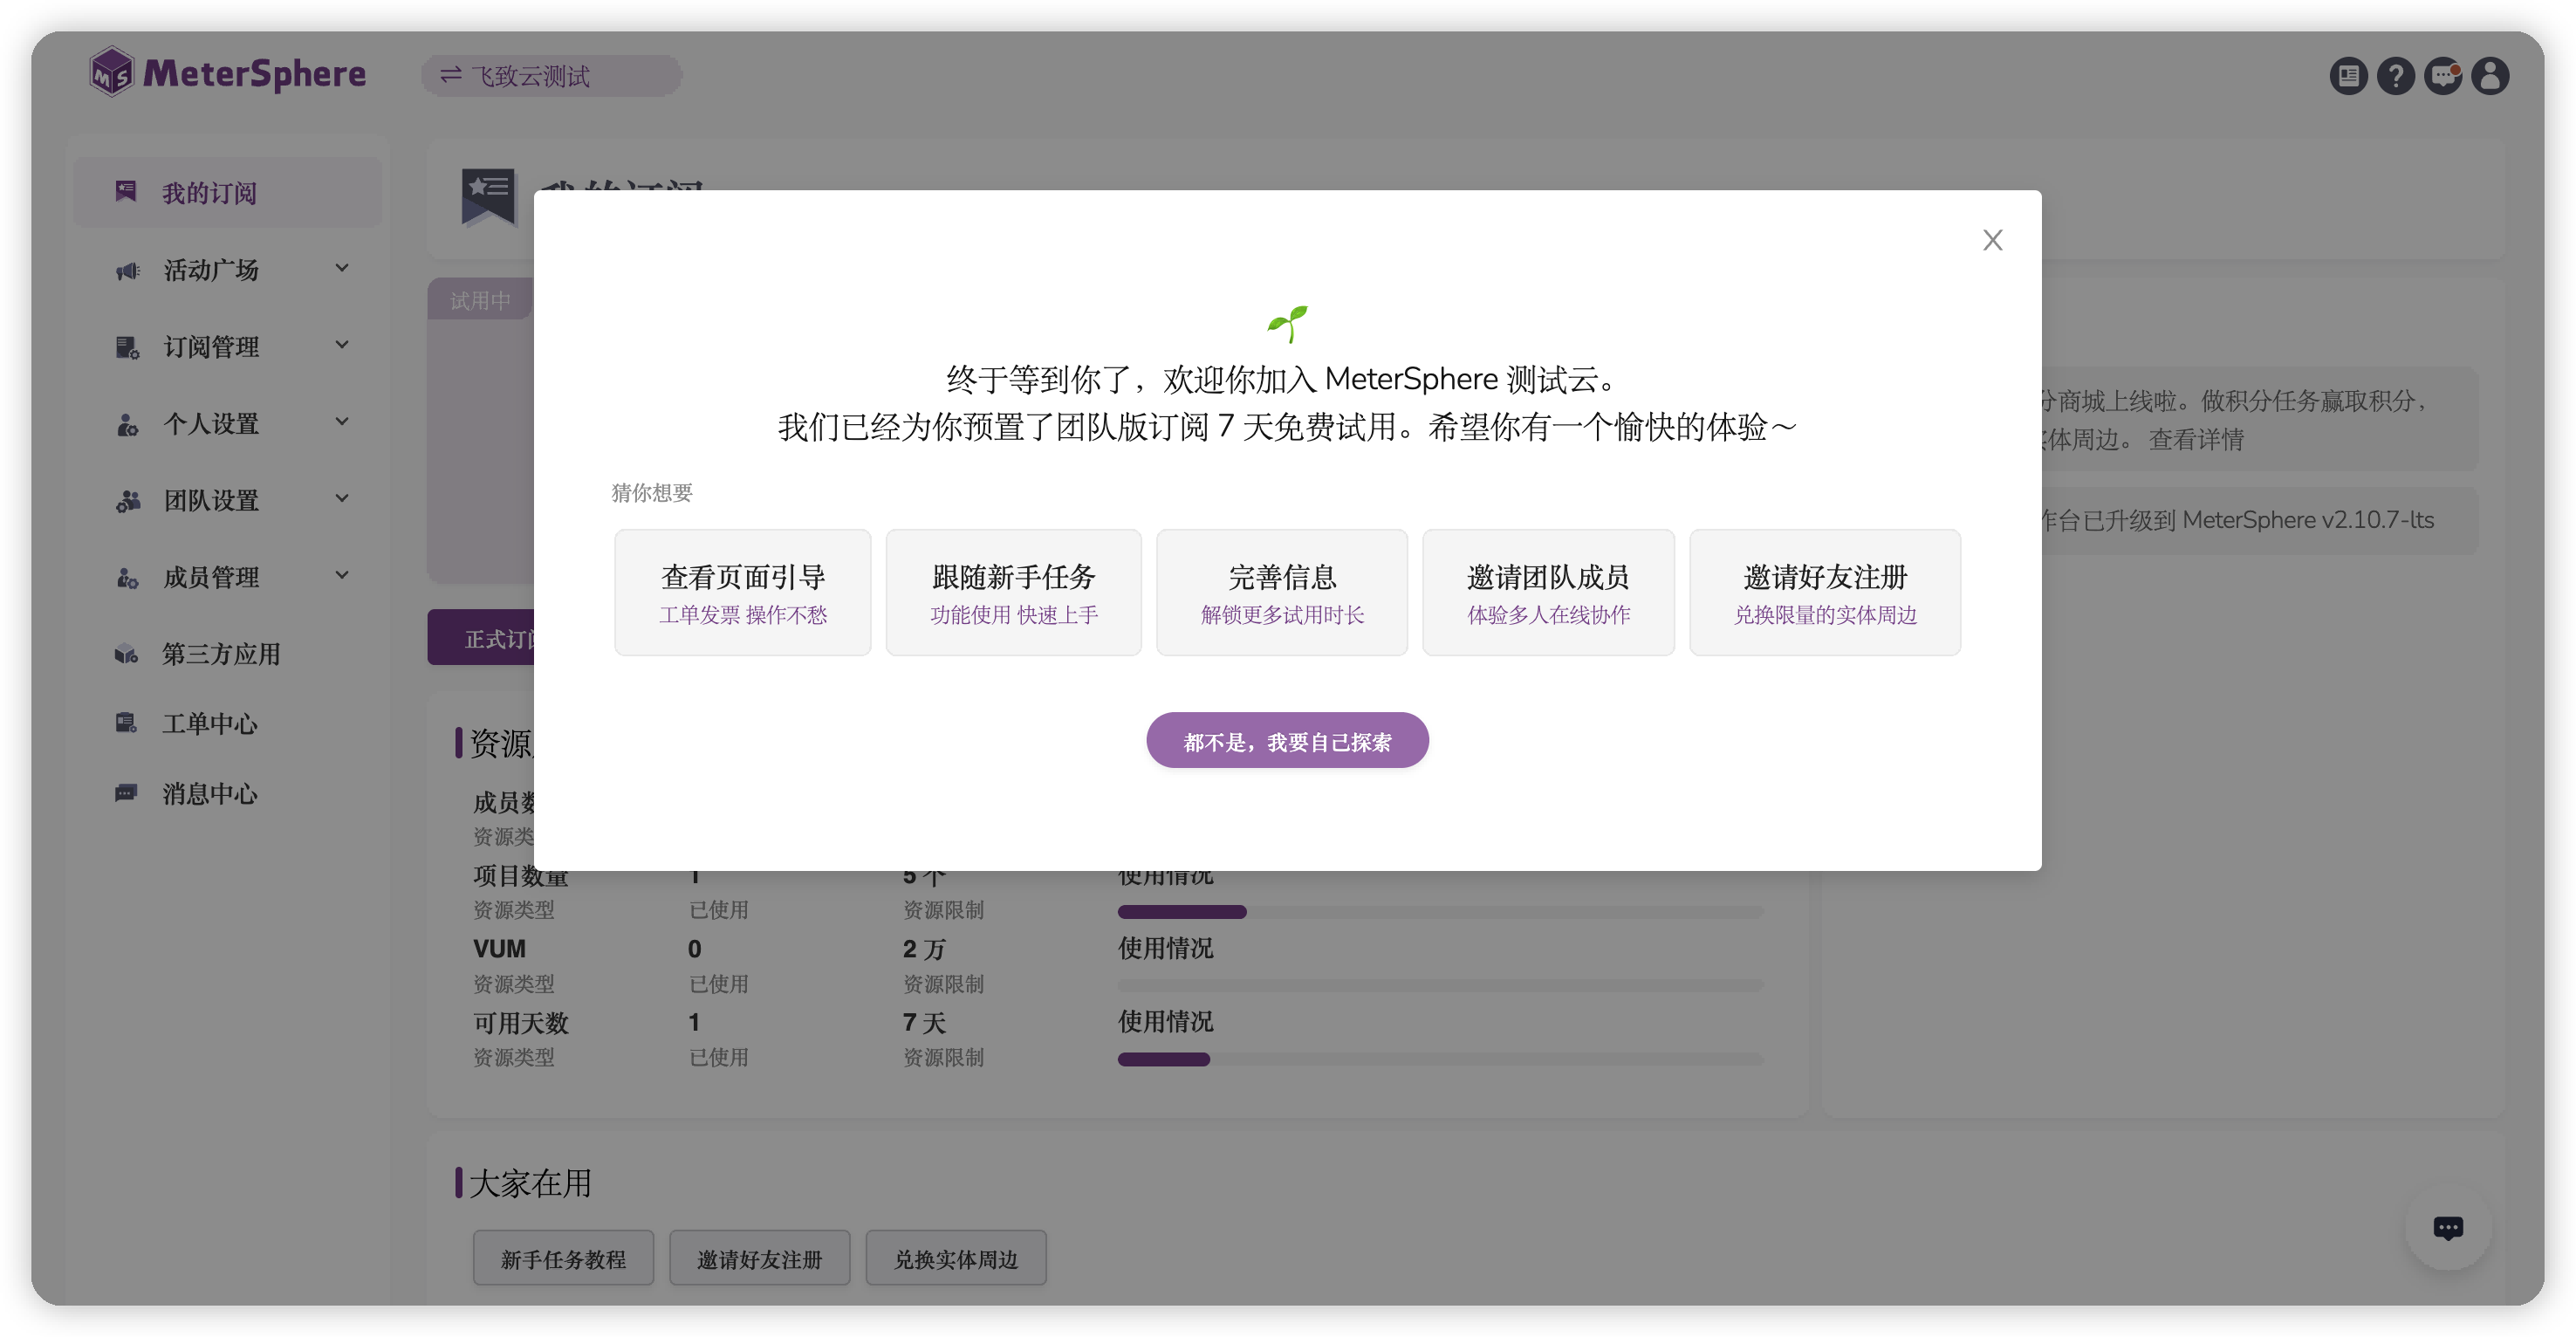 MeterSphere
飞致云测试
我的订阅
活动广场
订阅管理
个人设置
团队设置
成员管理
第三方应用
工单中心
消息中心
试用中
终于等到你了，欢迎你加入 MeterSphere 测试云。
我们已经为你预置了团队版订阅 7 天免费试用。希望你有一个愉快的体验～
猜你想要
查看页面引导
工单发票 操作不愁
跟随新手任务
功能使用 快速上手
完善信息
解锁更多试用时长
邀请团队成员
体验多人在线协作
邀请好友注册
兑换限量的实体周边
都不是，我要自己探索
分商城上线啦。做积分任务赢取积分，
体周边。 查看详情
作台已升级到 MeterSphere v2.10.7-lts
正式订阅
资源
成员数
资源类
项目数量 1 5 个 使用情况
资源类型 已使用 资源限制
VUM 0 2 万 使用情况
资源类型 已使用 资源限制
可用天数 1 7 天 使用情况
资源类型 已使用 资源限制
大家在用
新手任务教程 邀请好友注册 兑换实体周边